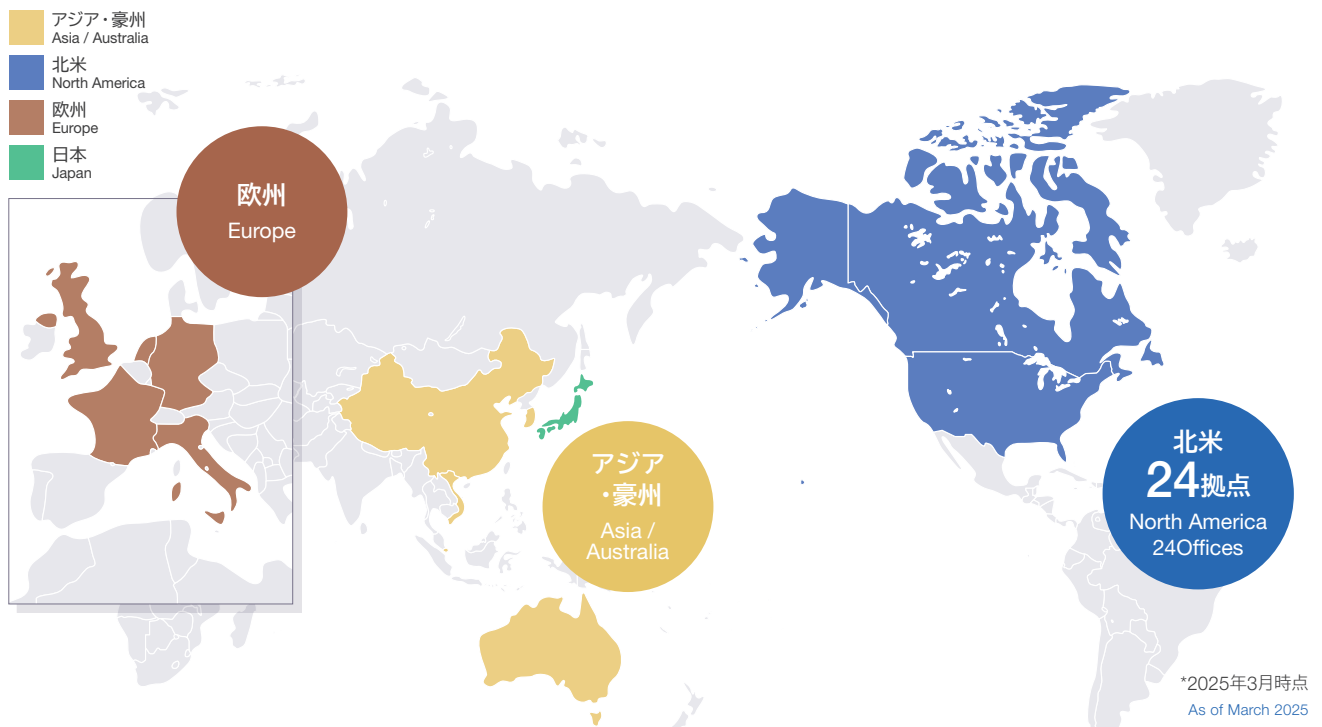 アジア・豪州
Asia / Australia
北米
North America
欧州
Europe
日本
Japan
欧州
Europe
アジア
・豪州
Asia /
Australia
北米
24拠点
North America
24Offices
*2025年3月時点
As of March 2025